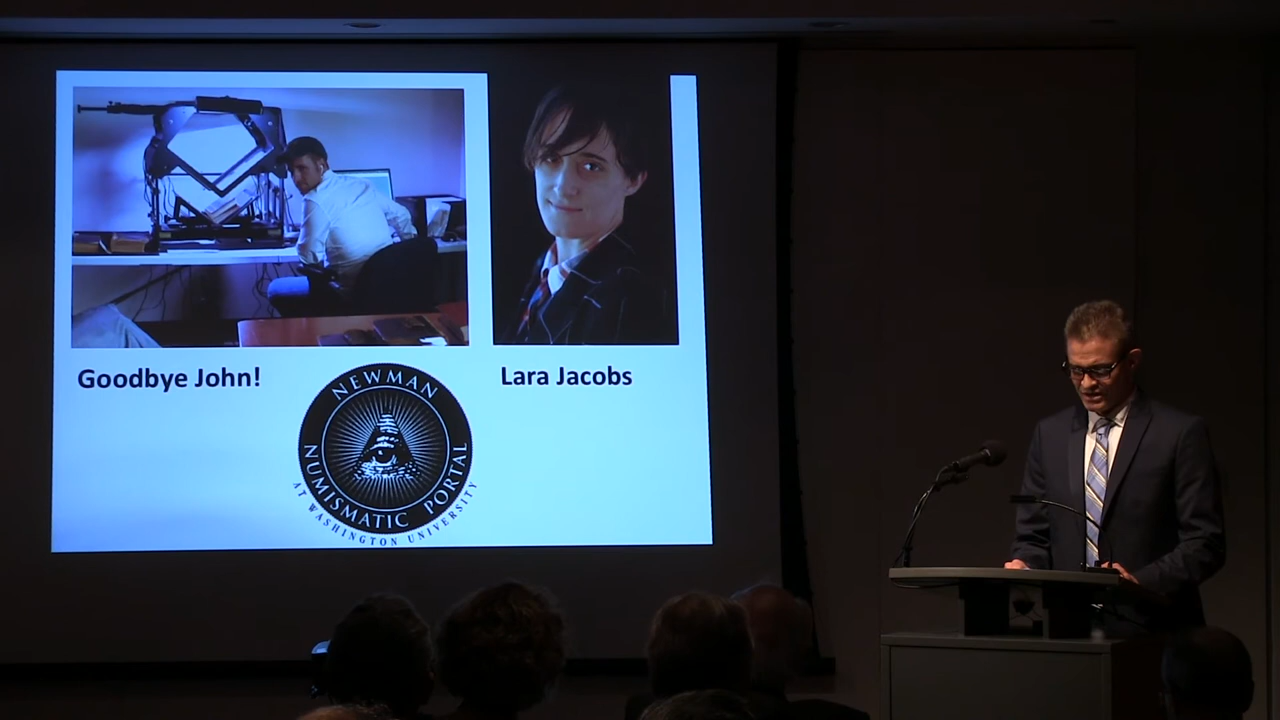 Goodbye John!
Lara Jacobs
NEWMAN
NUMISMATIC PORTAL
AT WASHINGTON UNIVERSITY